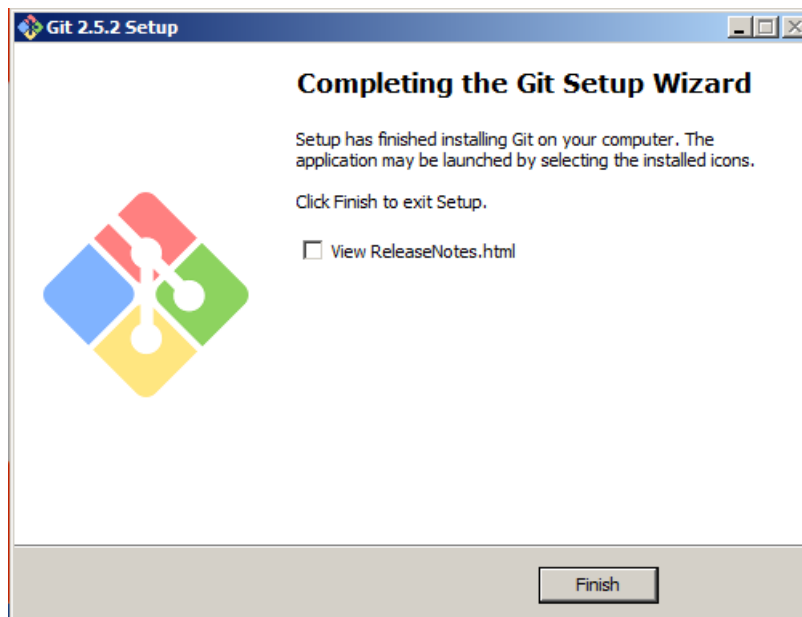 Git 2.5.2 Setup
Completing the Git Setup Wizard
Setup has finished installing Git on your computer. The
application may be launched by selecting the installed icons.
Click Finish to exit Setup.
View ReleaseNotes.html
Finish